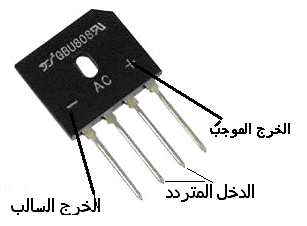 GBU808
AC
+
-
الخرج الموجب
الدخل المتردد
الخرج السالب